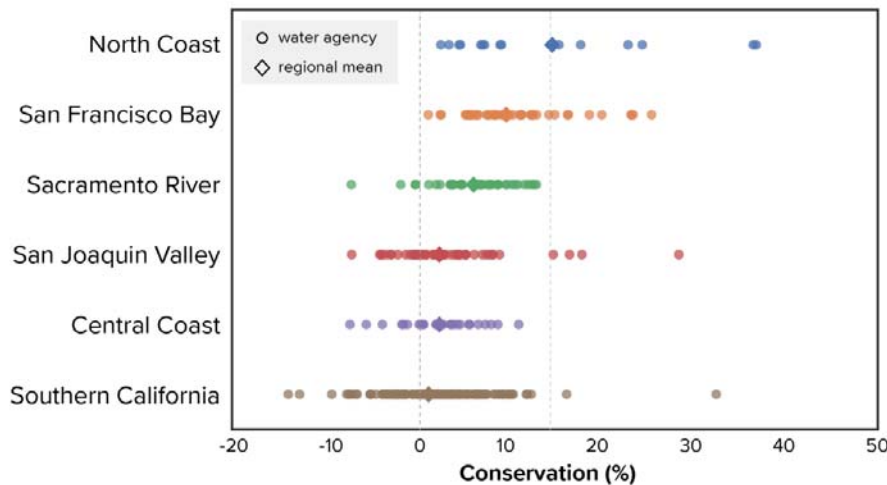 North Coast
water agency
regional mean
San Francisco Bay
Sacramento River
San Joaquin Valley
Central Coast
Southern California
-20 -10 0 10 20 30 40 50
Conservation (%)